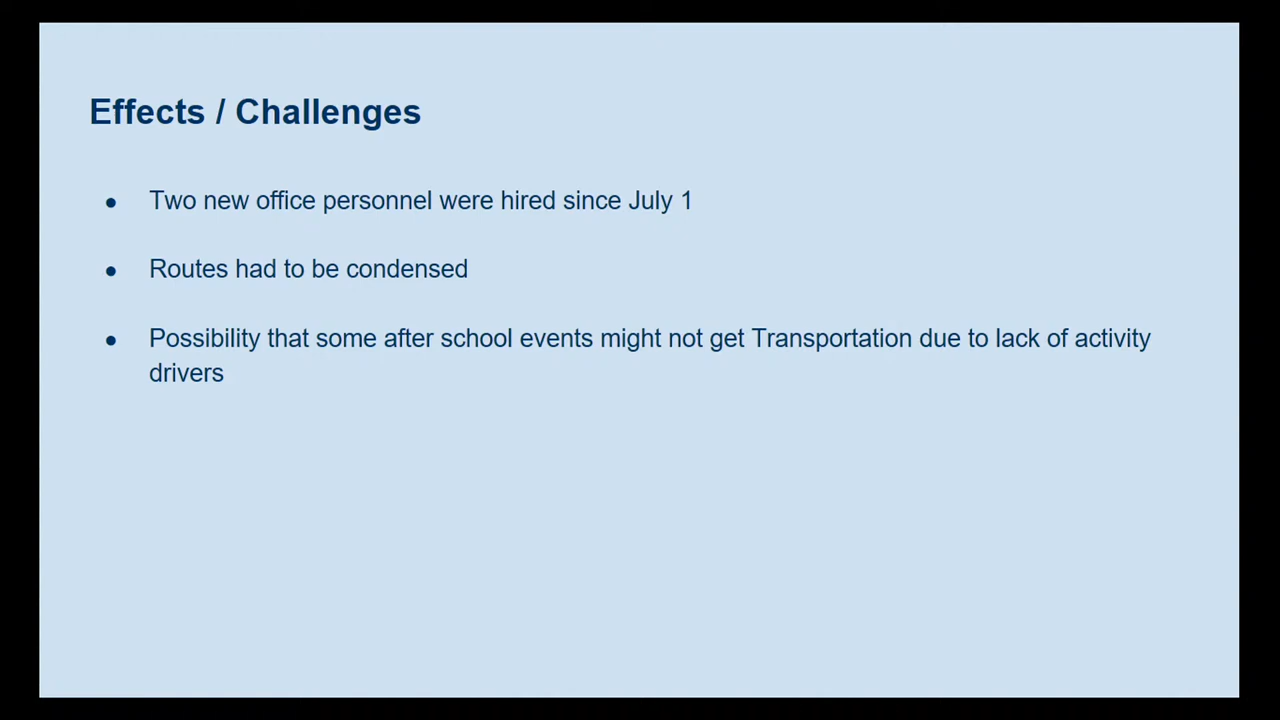 Effects / Challenges
● Two new office personnel were hired since July 1
● Routes had to be condensed
● Possibility that some after school events might not get Transportation due to lack of activity
drivers